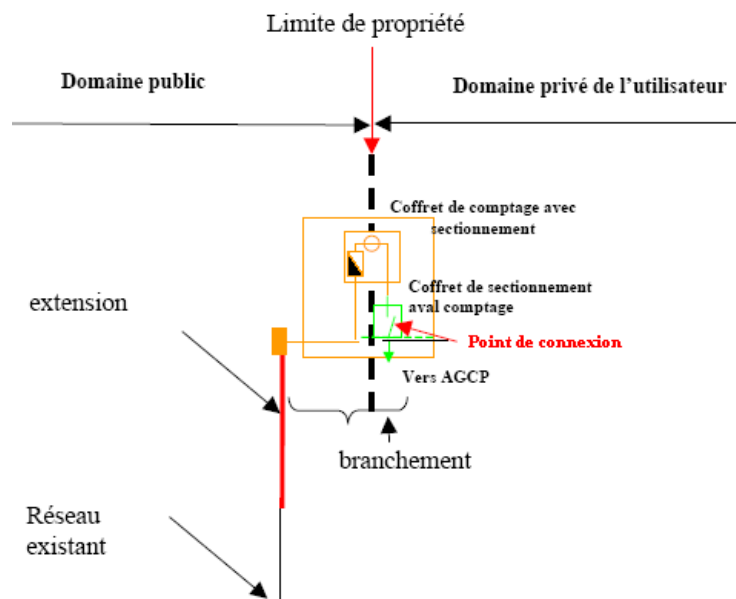 Limite de propriété
Domaine public
Domaine privé de l'utilisateur
Coffret de comptage avec
sectionnement
Coffret de sectionnement
aval comptage
extension
Point de connexion
Vers AGCP
branchement
Réseau
existant